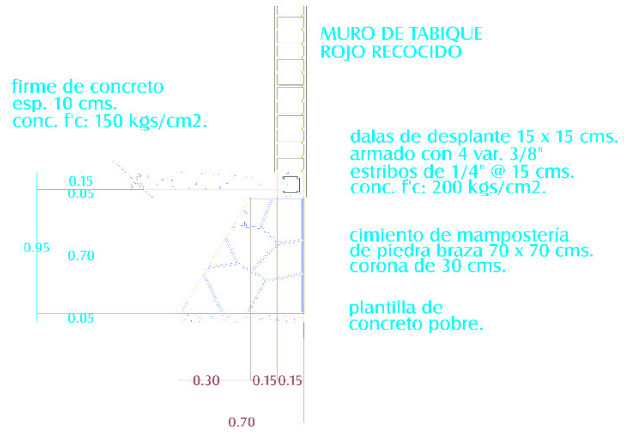 MURO DE TABIQUE
ROJO RECOCIDO
firme de concreto
esp. 10 cms.
conc. f'c: 150 kgs/cm2.
dalas de desplante 15 x 15 cms.
armado con 4 var. 3/8"
estribos de 1/4" @ 15 cms.
conc. f'c: 200 kgs/cm2.
0.15
0.05
cimiento de mampostería
de piedra braza 70 x 70 cms.
corona de 30 cms.
0.95
0.70
plantilla de
concreto pobre.
0.05
0.30 0.15 0.15
0.70